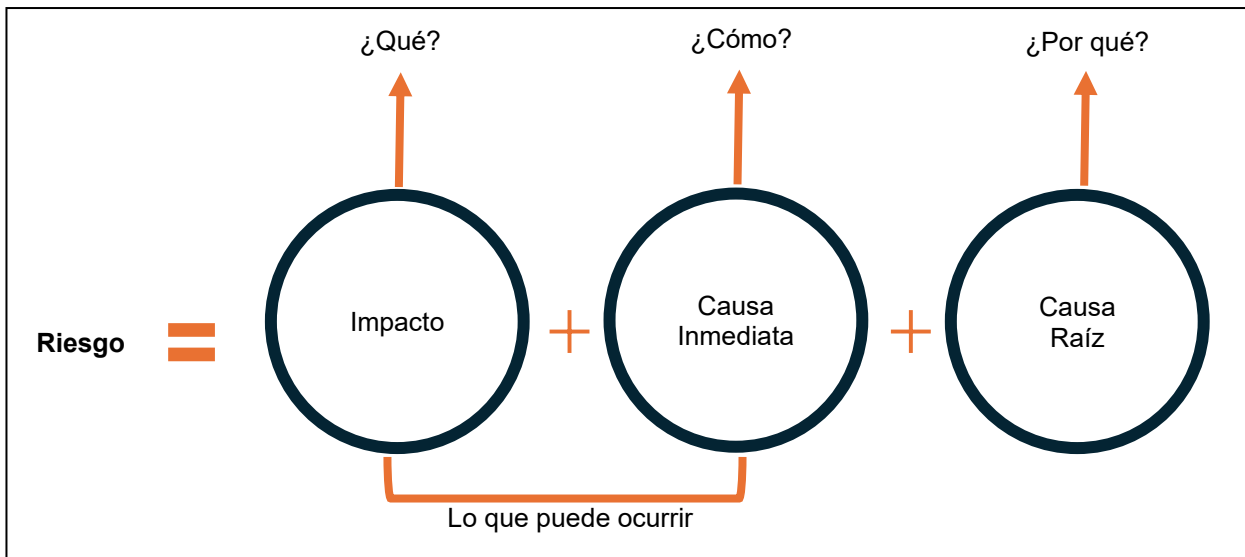 ¿Qué?
¿Cómo?
¿Por qué?
Riesgo
Impacto
Causa
Inmediata
Causa
Raíz
Lo que puede ocurrir